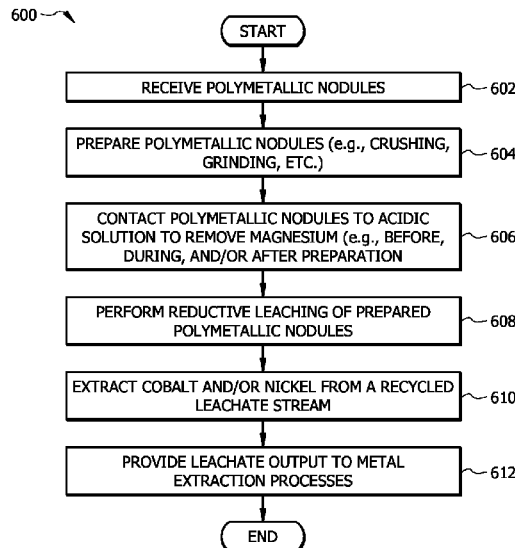 600
START
RECEIVE POLYMETALLIC NODULES
602
PREPARE POLYMETALLIC NODULES (e.g., CRUSHING,
GRINDING, ETC.)
604
CONTACT POLYMETALLIC NODULES TO ACIDIC
SOLUTION TO REMOVE MAGNESIUM (e.g., BEFORE,
DURING, AND/OR AFTER PREPARATION
606
PERFORM REDUCTIVE LEACHING OF PREPARED
POLYMETALLIC NODULES
608
EXTRACT COBALT AND/OR NICKEL FROM A RECYCLED
LEACHATE STREAM
610
PROVIDE LEACHATE OUTPUT TO METAL
EXTRACTION PROCESSES
612
END